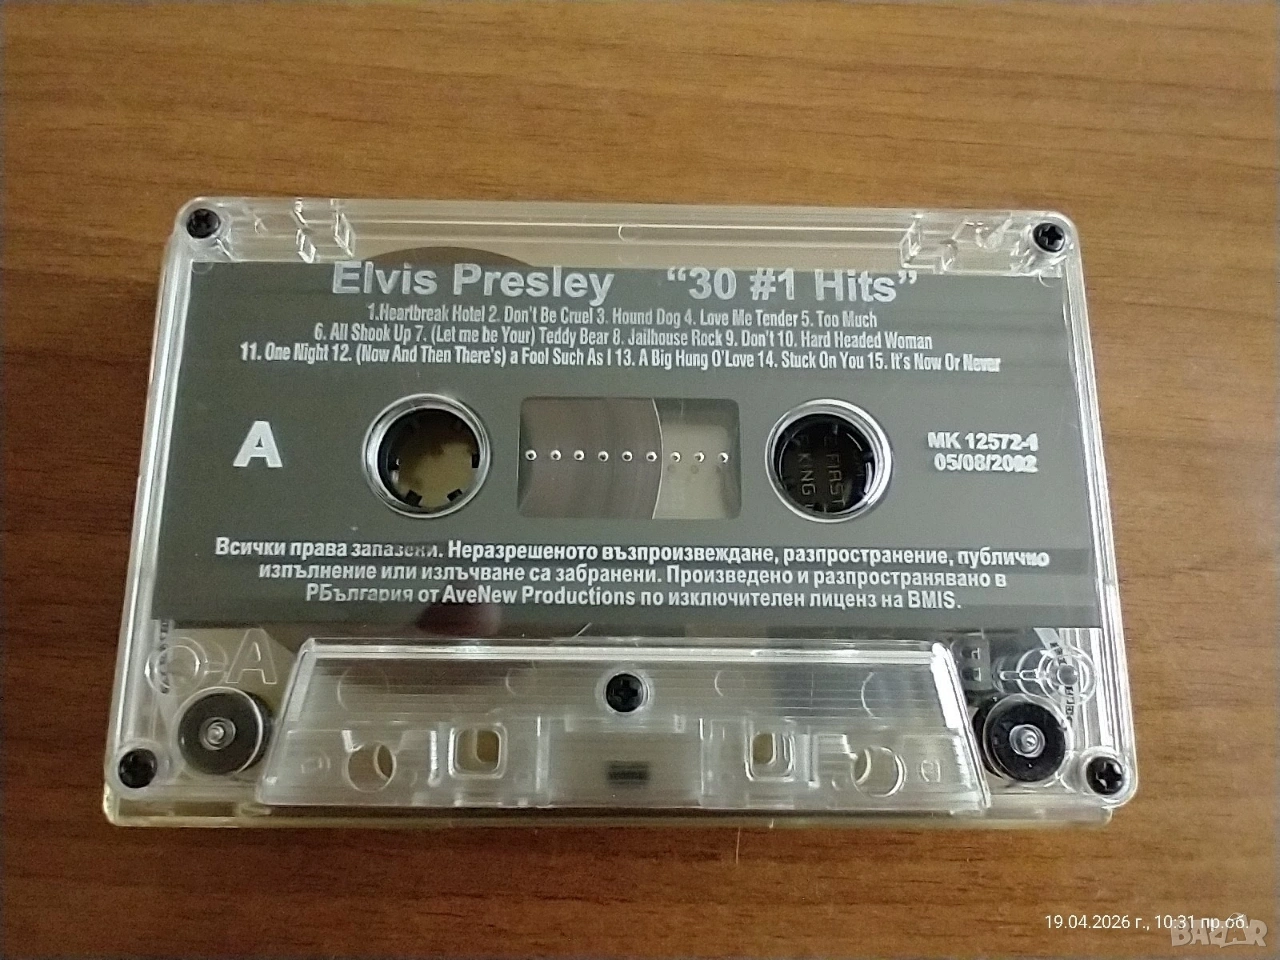 Elvis Presley "30 #1 Hits"
1.Heartbreak Hotel 2. Don't Be Cruel 3. Hound Dog 4. Love Me Tender 5. Too Much
6. All Shook Up 7. (Let me be Your) Teddy Bear 8. Jailhouse Rock 9. Don't 10. Hard Headed Woman
11. One Night 12. (Now And Then There's) a Fool Such As I 13. A Big Hung O'Love 14. Stuck On You 15. It's Now Or Never
A
MK 12572-4
05/08/2002
FIRST
KING
Всички права запазени. Неразрешеното възпроизвеждане, разпространение, публично
изпълнение или излъчване са забранени. Произведено и разпространявано в
РБългария от AveNew Productions по изключителен лиценз на BMIS.
A
19.04.2026 г., 10:31 пр.об.
BAZAR